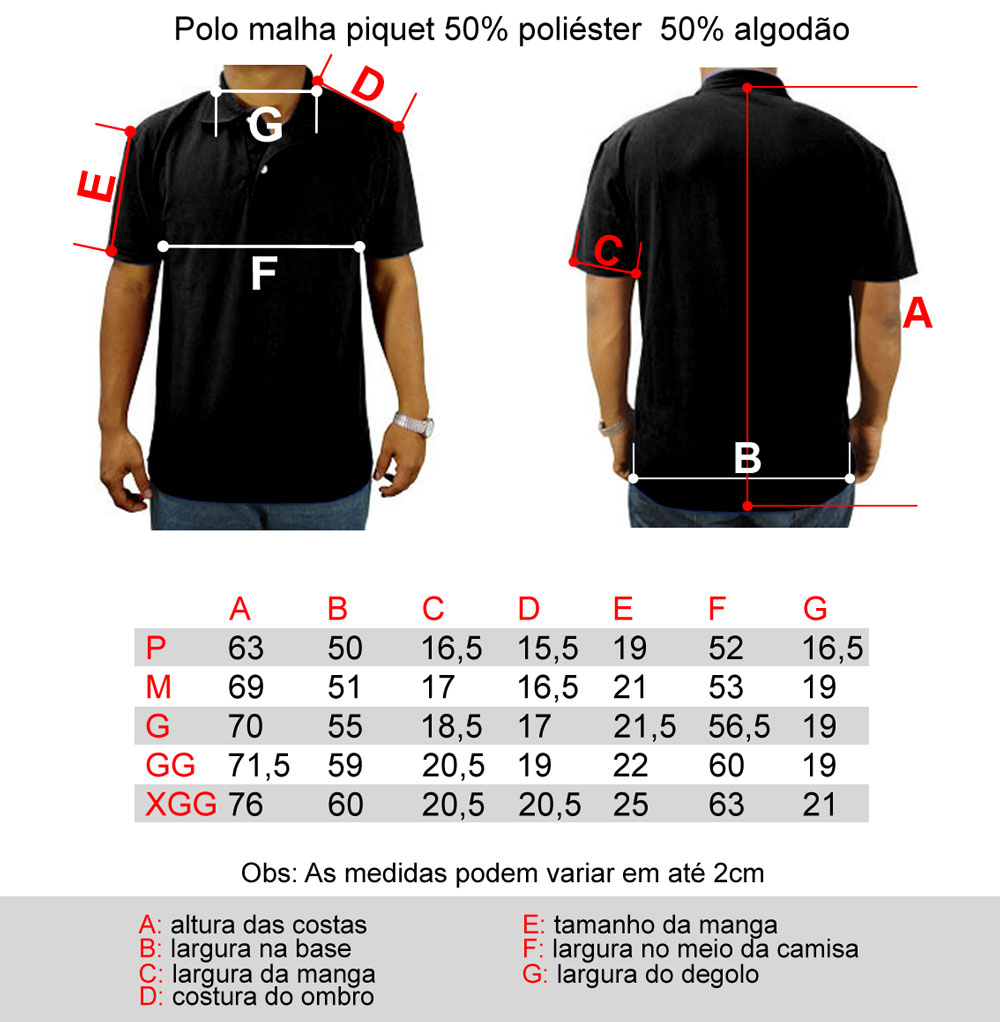 Polo malha piquet 50% poliéster 50% algodão
D
G
E
F
C
A
B
A B C D E F G
P 63 50 16,5 15,5 19 52 16,5
M 69 51 17 16,5 21 53 19
G 70 55 18,5 17 21,5 56,5 19
GG 71,5 59 20,5 19 22 60 19
XGG 76 60 20,5 20,5 25 63 21
Obs: As medidas podem variar em até 2cm
A: altura das costas
B: largura na base
C: largura da manga
D: costura do ombro
E: tamanho da manga
F: largura no meio da camisa
G: largura do degolo